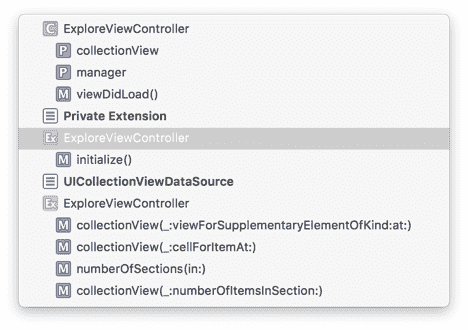 C ExploreViewController
P collectionView
P manager
M viewDidLoad()
Private Extension
Ex ExploreViewController
M initialize()
UICollectionViewDataSource
Ex ExploreViewController
M collectionView(_:viewForSupplementaryElementOfKind:at:)
M collectionView(_:cellForItemAt:)
M numberOfSections(in:)
M collectionView(_:numberOfItemsInSection:)